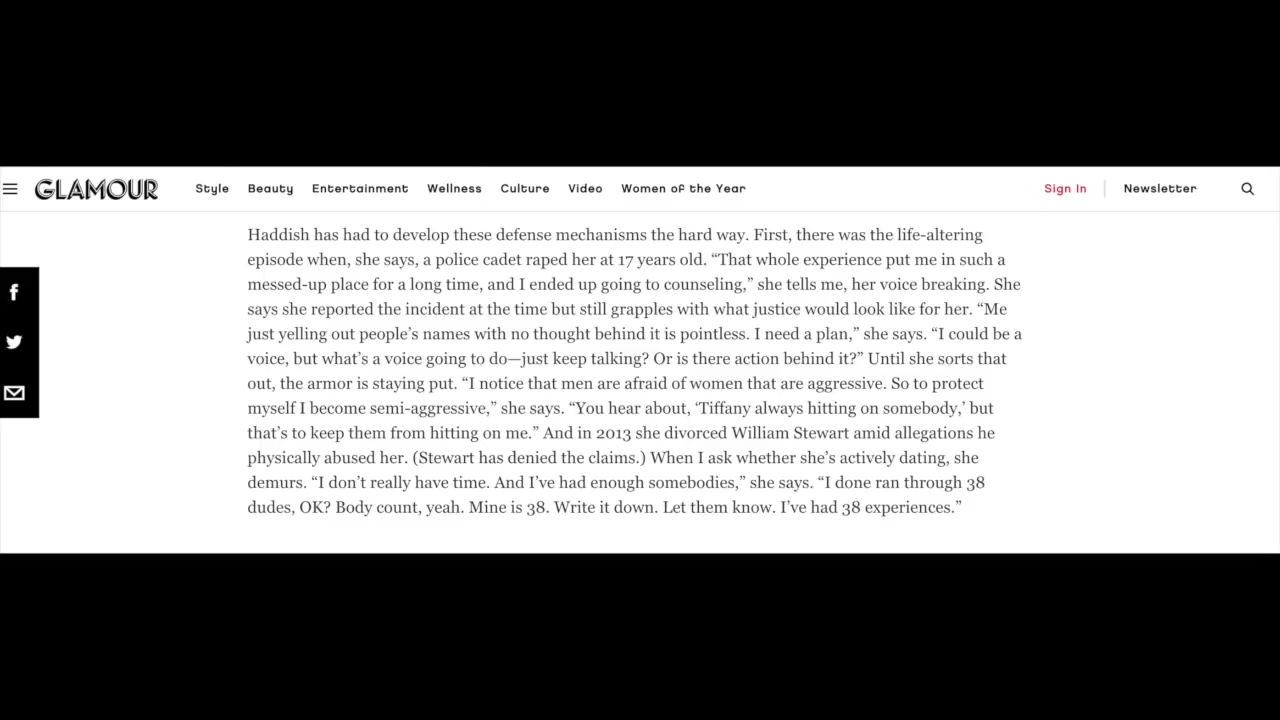 GLAMOUR Style Beauty Entertainment Wellness Culture Video Women of the Year Sign In Newsletter
Haddish has had to develop these defense mechanisms the hard way. First, there was the life-altering
episode when, she says, a police cadet raped her at 17 years old. “That whole experience put me in such a
messed-up place for a long time, and I ended up going to counseling,” she tells me, her voice breaking. She
says she reported the incident at the time but still grapples with what justice would look like for her. “Me
just yelling out people’s names with no thought behind it is pointless. I need a plan,” she says. “I could be a
voice, but what’s a voice going to do—just keep talking? Or is there action behind it?” Until she sorts that
out, the armor is staying put. “I notice that men are afraid of women that are aggressive. So to protect
myself I become semi-aggressive,” she says. “You hear about, ‘Tiffany always hitting on somebody,’ but
that’s to keep them from hitting on me.” And in 2013 she divorced William Stewart amid allegations he
physically abused her. (Stewart has denied the claims.) When I ask whether she’s actively dating, she
demurs. “I don’t really have time. And I’ve had enough somebodies,” she says. “I done ran through 38
dudes, OK? Body count, yeah. Mine is 38. Write it down. Let them know. I’ve had 38 experiences.”